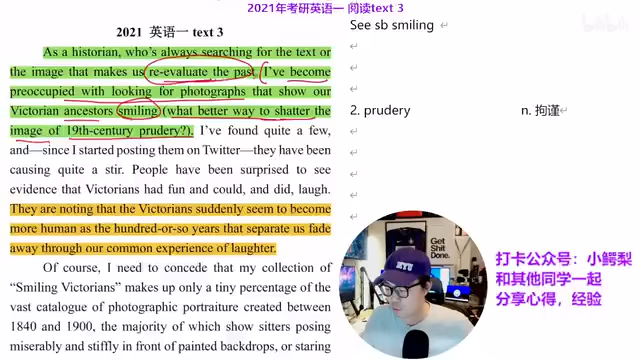 2021年考研英语一 阅读text 3
2021 英语一 text 3
As a historian, who's always searching for the text or
the image that makes us re-evaluate the past, I've become
preoccupied with looking for photographs that show our
Victorian ancestors smiling (what better way to shatter the
image of 19th-century prudery?). I've found quite a few,
and—since I started posting them on Twitter—they have been
causing quite a stir. People have been surprised to see
evidence that Victorians had fun and could, and did, laugh.
They are noting that the Victorians suddenly seem to become
more human as the hundred-or-so years that separate us fade
away through our common experience of laughter.
Of course, I need to concede that my collection of
“Smiling Victorians” makes up only a tiny percentage of the
vast catalogue of photographic portraiture created between
1840 and 1900, the majority of which show sitters posing
miserably and stiffly in front of painted backdrops, or staring
See sb smiling
2. prudery n. 拘谨
bilibili
Get
Shit
Done.
NYU
打卡公众号：小鳄梨
和其他同学一起
分享心得，经验